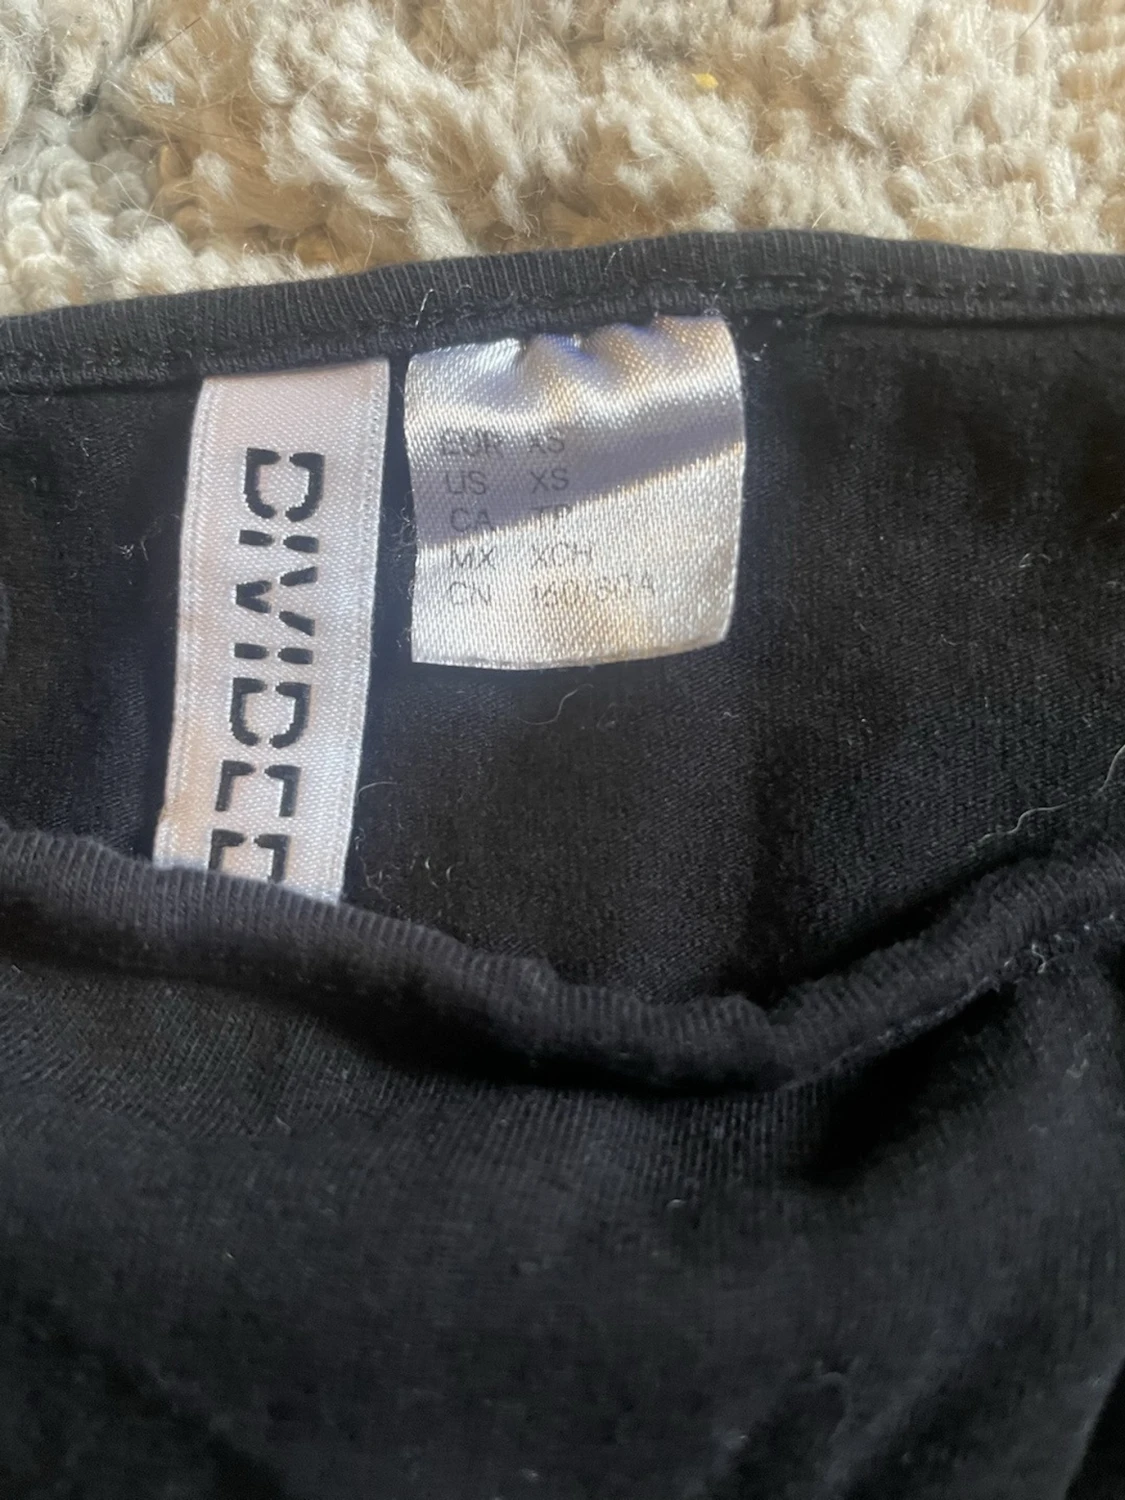 DIVIDED
EUR XS
US XS
CA TP
MX XCH
CN 160/80A